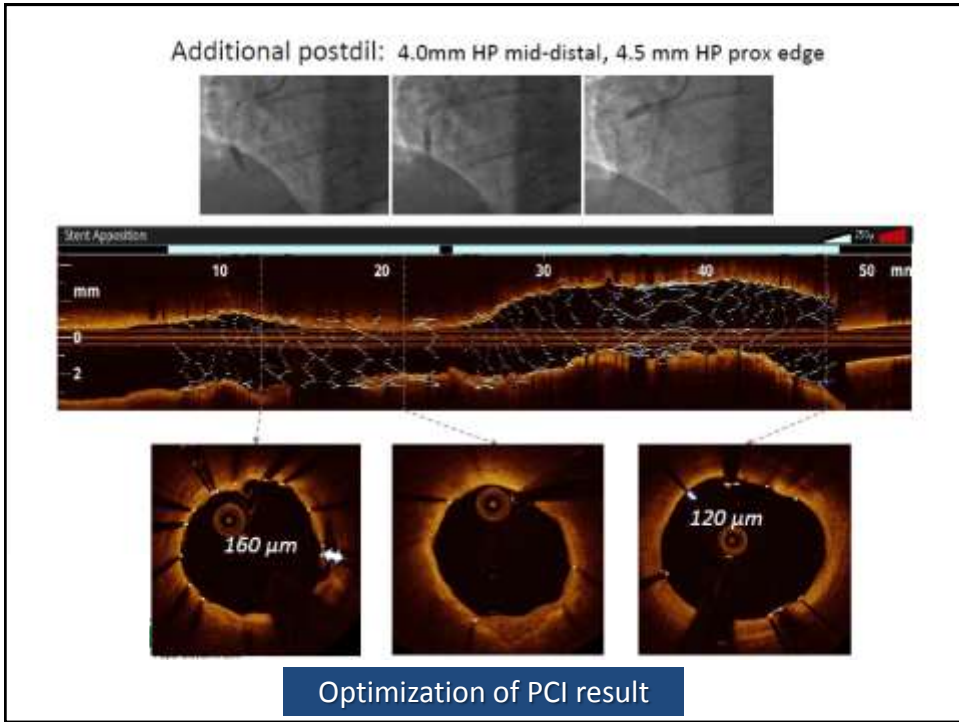 Additional postdil: 4.0mm HP mid-distal, 4.5 mm HP prox edge
Stent Apposition
250µ
10 20 30 40 50 mm
mm
0
2
160 µm
120 µm
Optimization of PCI result